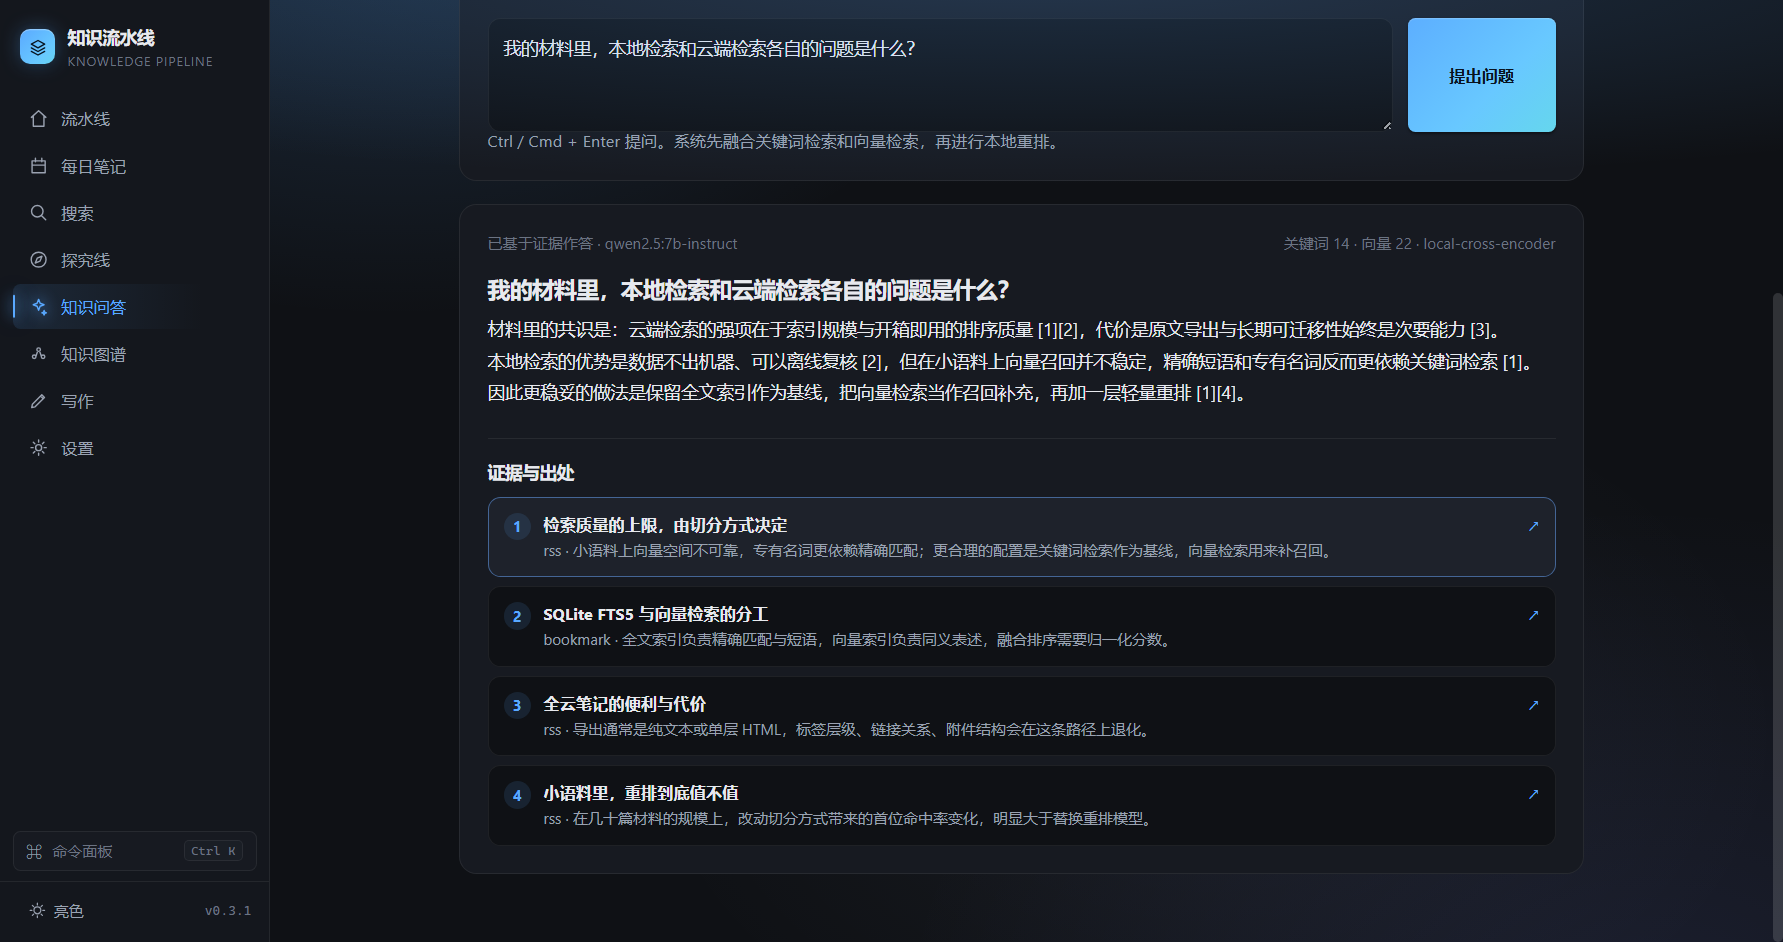 知识流水线
KNOWLEDGE PIPELINE
流水线
每日笔记
搜索
探究线
知识问答
知识图谱
写作
设置
命令面板 Ctrl K
亮色 v0.3.1
我的材料里，本地检索和云端检索各自的问题是什么？
提出问题
Ctrl / Cmd + Enter 提问。系统先融合关键词检索和向量检索，再进行本地重排。
已基于证据作答 · qwen2.5:7b-instruct
关键词 14 · 向量 22 · local-cross-encoder
我的材料里，本地检索和云端检索各自的问题是什么？
材料里的共识是：云端检索的强项在于索引规模与开箱即用的排序质量 [1][2]，代价是原文导出与长期可迁移性始终是次要能力 [3]。
本地检索的优势是数据不出机器、可以离线复核 [2]，但在小语料上向量召回并不稳定，精确短语和专有名词反而更依赖关键词检索 [1]。
因此更稳妥的做法是保留全文索引作为基线，把向量检索当作召回补充，再加一层轻量重排 [1][4]。
证据与出处
1 检索质量的上限，由切分方式决定 ↗
rss · 小语料上向量空间不可靠，专有名词更依赖精确匹配；更合理的配置是关键词检索作为基线，向量检索用来补召回。
2 SQLite FTS5 与向量检索的分工 ↗
bookmark · 全文索引负责精确匹配与短语，向量索引负责同义表述，融合排序需要归一化分数。
3 全云笔记的便利与代价 ↗
rss · 导出通常是纯文本或单层 HTML，标签层级、链接关系、附件结构会在这条路径上退化。
4 小语料里，重排到底值不值 ↗
rss · 在几十篇材料的规模上，改动切分方式带来的首位命中率变化，明显大于替换重排模型。